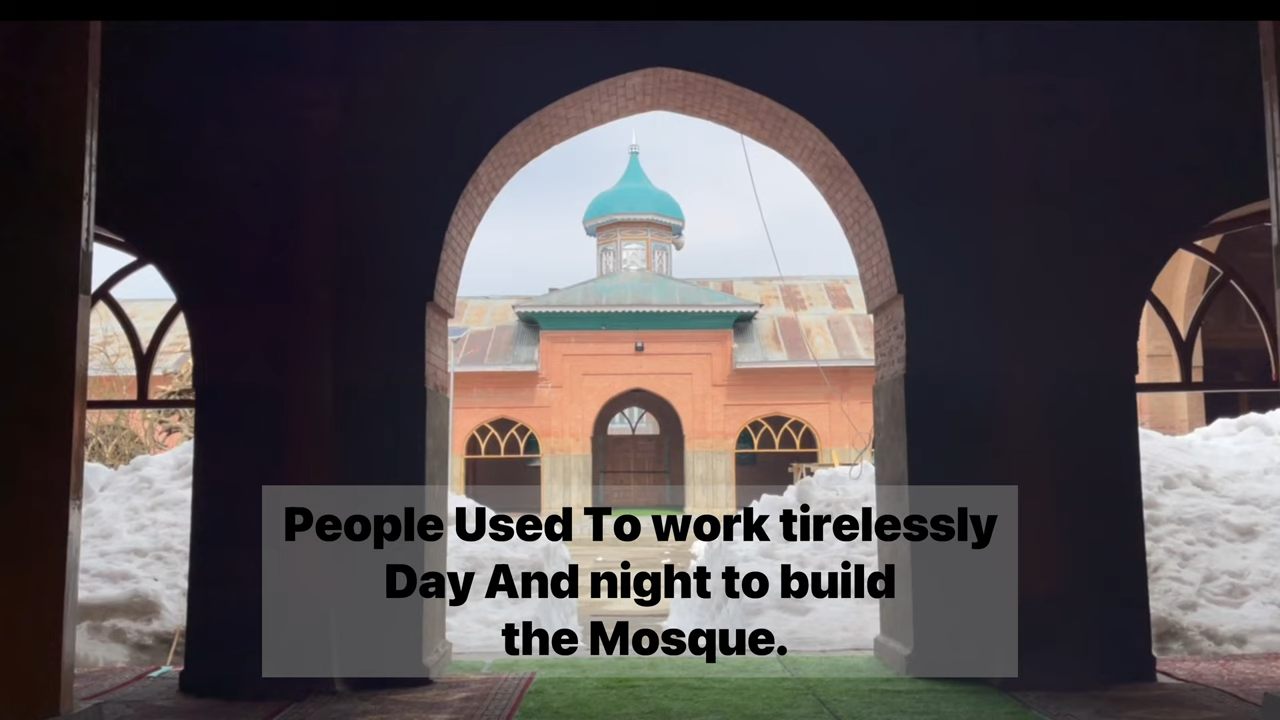 People Used To work tirelessly
Day And night to build
the Mosque.